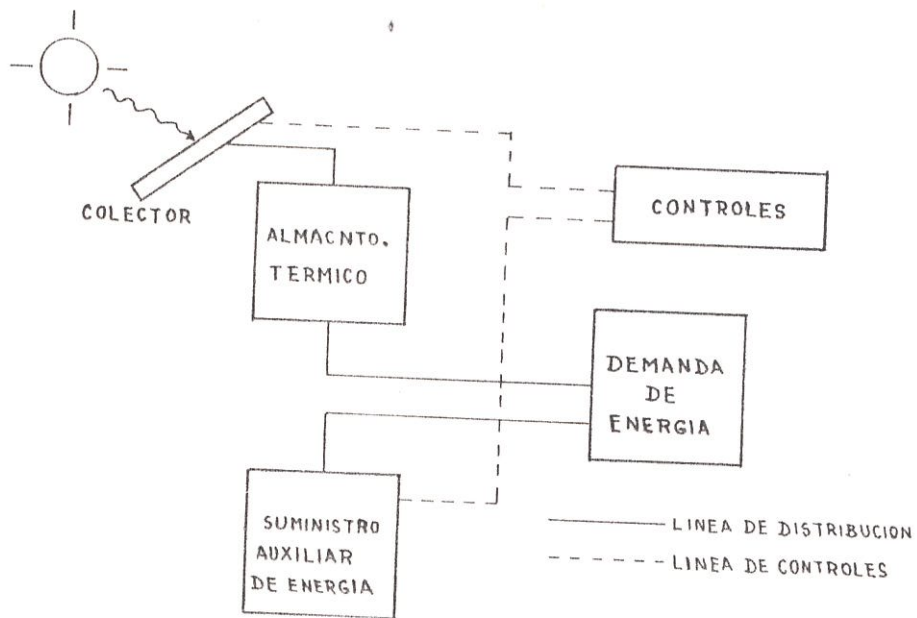 COLECTOR
ALMACNTO.
TERMICO
CONTROLES
DEMANDA
DE
ENERGIA
SUMINISTRO
AUXILIAR
DE ENERGIA
LINEA DE DISTRIBUCION
LINEA DE CONTROLES